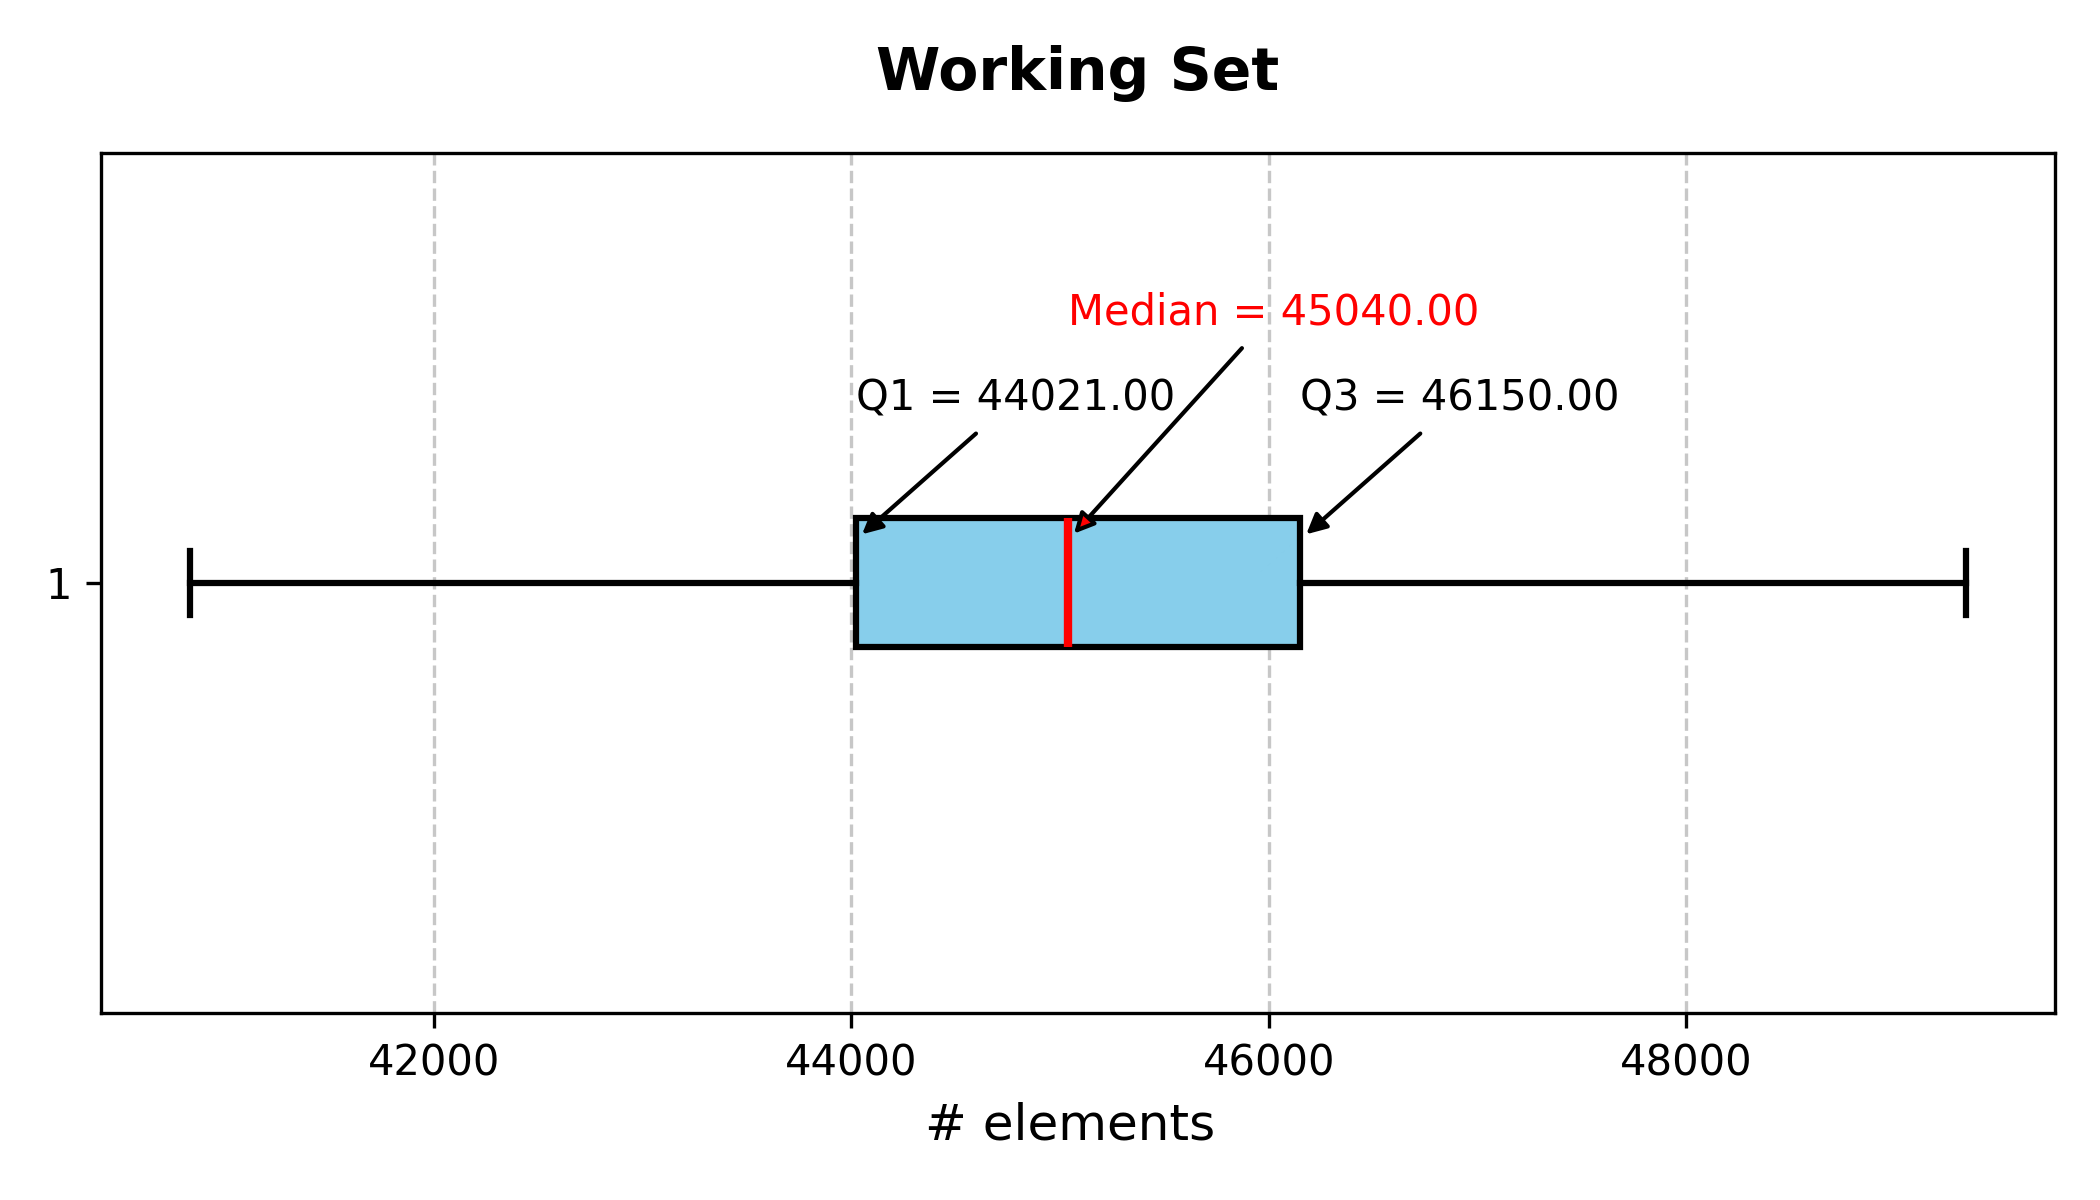 Working Set
Median = 45040.00
Q1 = 44021.00
Q3 = 46150.00
1
42000
44000
46000
48000
# elements